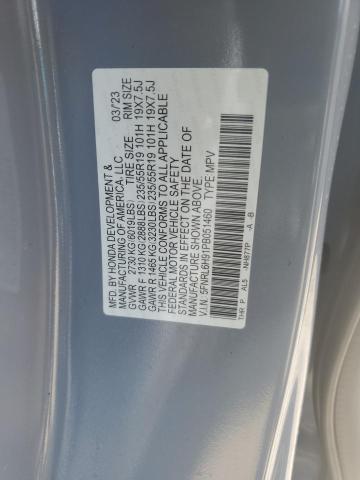 MFD. BY HONDA DEVELOPMENT & 03/'23
MANUFACTURING OF AMERICA, LLC
TIRE SIZE RIM SIZE
GVWR 2730 KG(6019LBS)
GAWR F 1310 KG(2888LBS)235/55R19 101H 19X7.5J
GAWR R 1465 KG(3230LBS)235/55R19 101H 19X7.5J
THIS VEHICLE CONFORMS TO ALL APPLICABLE
FEDERAL MOTOR VEHICLE SAFETY
STANDARDS IN EFFECT ON THE DATE OF
MANUFACTURE SHOWN ABOVE.
V.I.N. 5FNRL6H91PB051460 TYPE: MPV
THR P AL5 NH877P -A -B